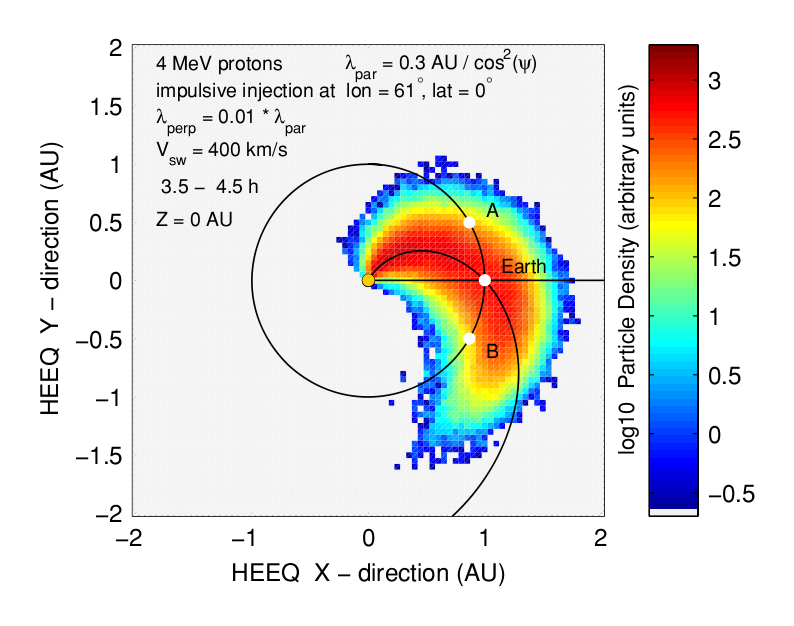 4 MeV protons λpar = 0.3 AU / cos²(ψ)
impulsive injection at lon = 61°, lat = 0°
λperp = 0.01 * λpar
Vsw = 400 km/s
3.5 – 4.5 h
Z = 0 AU
A
Earth
B
2
1.5
1
0.5
0
−0.5
−1
−1.5
−2
HEEQ Y – direction (AU)
−2
−1
0
1
2
HEEQ X – direction (AU)
3
2.5
2
1.5
1
0.5
0
−0.5
log10 Particle Density (arbitrary units)